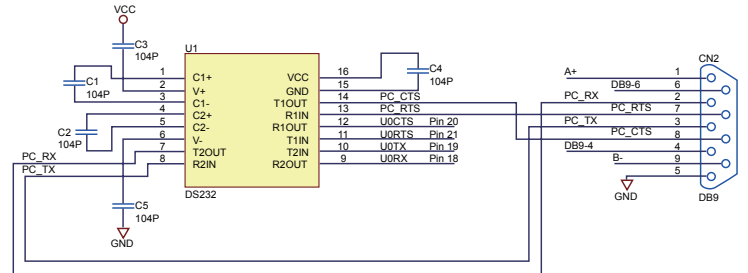 VCC
C3
104P
C1
104P
C2
104P
C5
104P
GND
U1
1 C1+ VCC 16
2 V+ GND 15
3 C1- T1OUT 14 PC_CTS
4 C2+ R1IN 13 PC_RTS
5 C2- R1OUT 12 U0CTS Pin 20
6 V- T1IN 11 U0RTS Pin 21
7 T2OUT T2IN 10 U0TX Pin 19
8 R2IN R2OUT 9 U0RX Pin 18
DS232
PC_RX
PC_TX
C4
104P
CN2
A+ 1
DB9-6 6
PC_RX 2
PC_RTS 7
PC_TX 3
PC_CTS 8
DB9-4 4
B- 9
5
GND
DB9